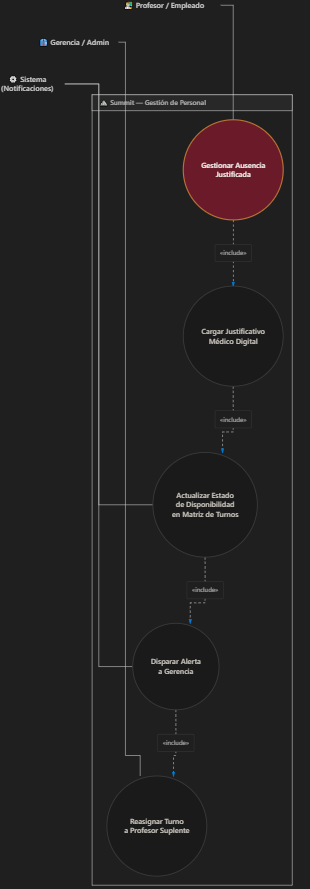 Profesor / Empleado
Gerencia / Admin
Sistema
(Notificaciones)
Summit — Gestión de Personal
Gestionar Ausencia
Justificada
«include»
Cargar Justificativo
Médico Digital
«include»
Actualizar Estado
de Disponibilidad
en Matriz de Turnos
«include»
Disparar Alerta
a Gerencia
«include»
Reasignar Turno
a Profesor Suplente